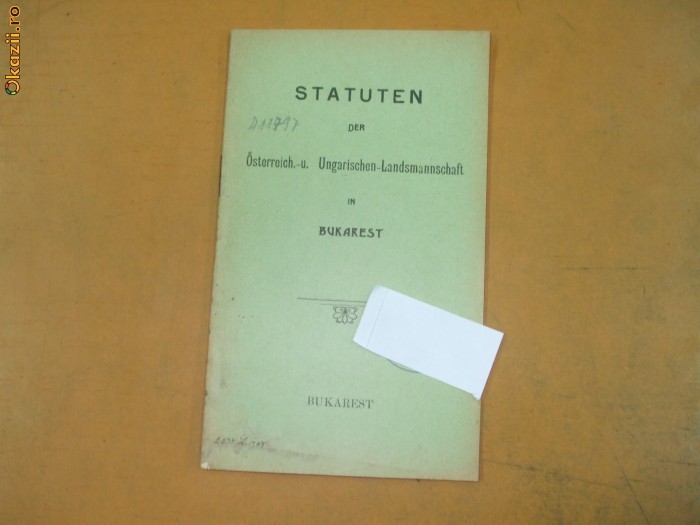 Okazii.ro
STATUTEN
DER
Österreich.-u. Ungarischen-Landsmannschaft
IN
BUKAREST
BUKAREST